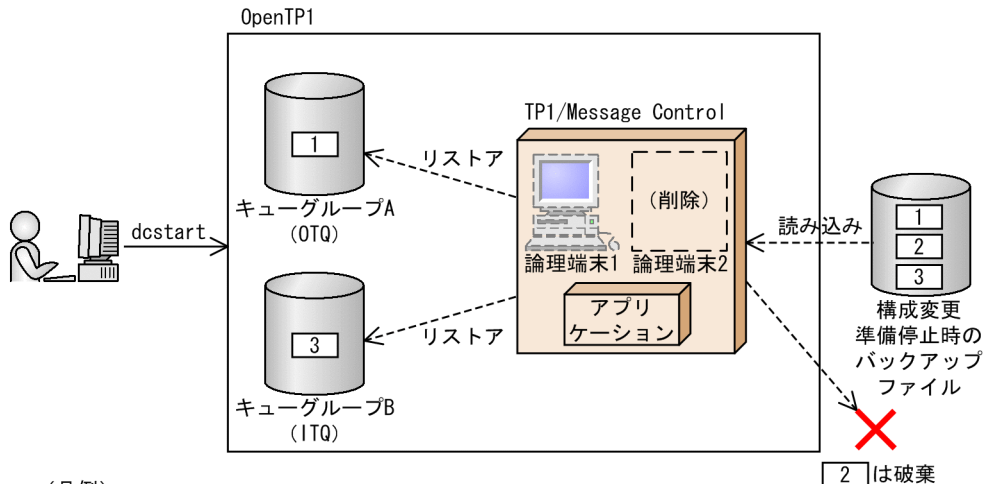 OpenTP1
TP1/Message Control
1
リストア
(削除)
キューグループA
(OTQ)
dcstart
論理端末1
論理端末2
読み込み
1
2
3
アプリ
ケーション
3
リストア
構成変更
準備停止時の
バックアップ
ファイル
キューグループB
(ITQ)
2 は破棄